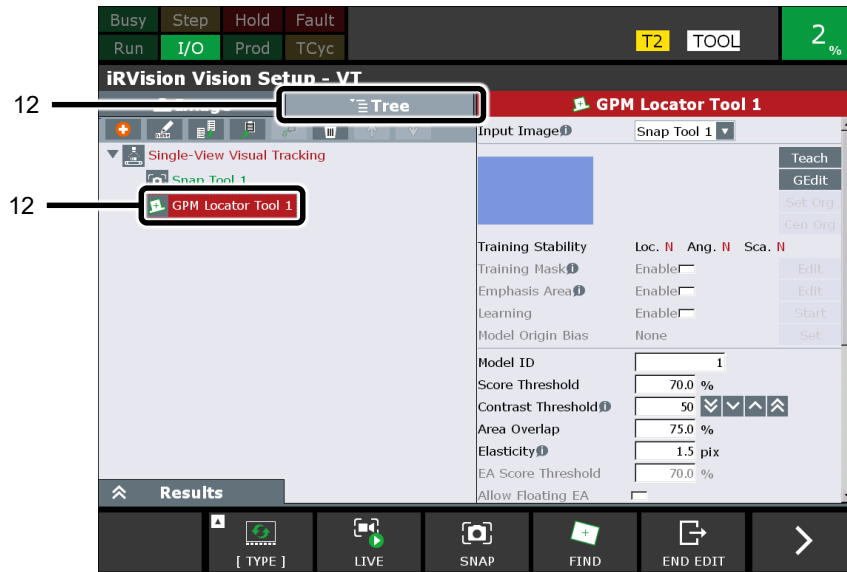 Busy Step Hold Fault
Run I/O Prod TCyc
T2 TOOL 2 %
iRVision Vision Setup - VT
12
Image Tree GPM Locator Tool 1
Input Image Snap Tool 1
Single-View Visual Tracking Teach
Snap Tool 1 GEdit
12
GPM Locator Tool 1 Set Org
Cen Org
Training Stability Loc. N Ang. N Sca. N
Training Mask Enable Edit
Emphasis Area Enable Edit
Learning Enable Start
Model Origin Bias None Set
Model ID 1
Score Threshold 70.0 %
Contrast Threshold 50
Area Overlap 75.0 %
Elasticity 1.5 pix
EA Score Threshold 70.0 %
Results Allow Floating EA
[ TYPE ] LIVE SNAP FIND END EDIT